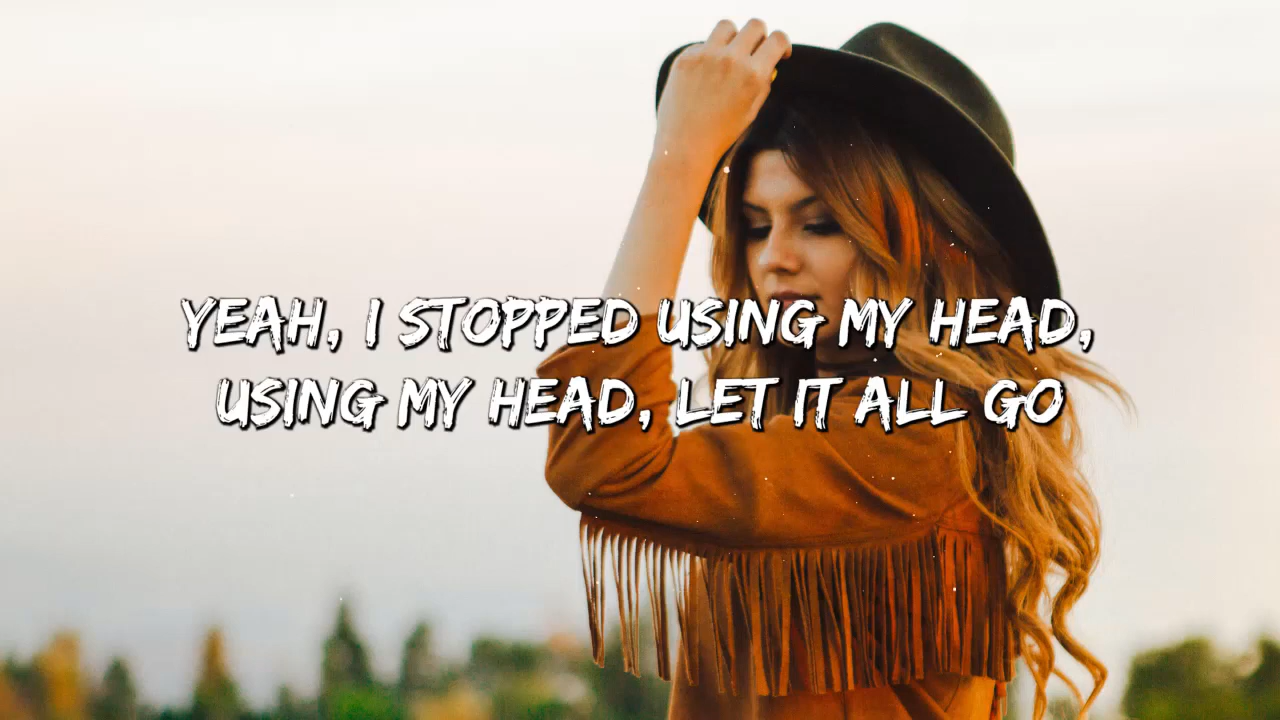 YEAH, I STOPPED USING MY HEAD,
USING MY HEAD, LET IT ALL GO